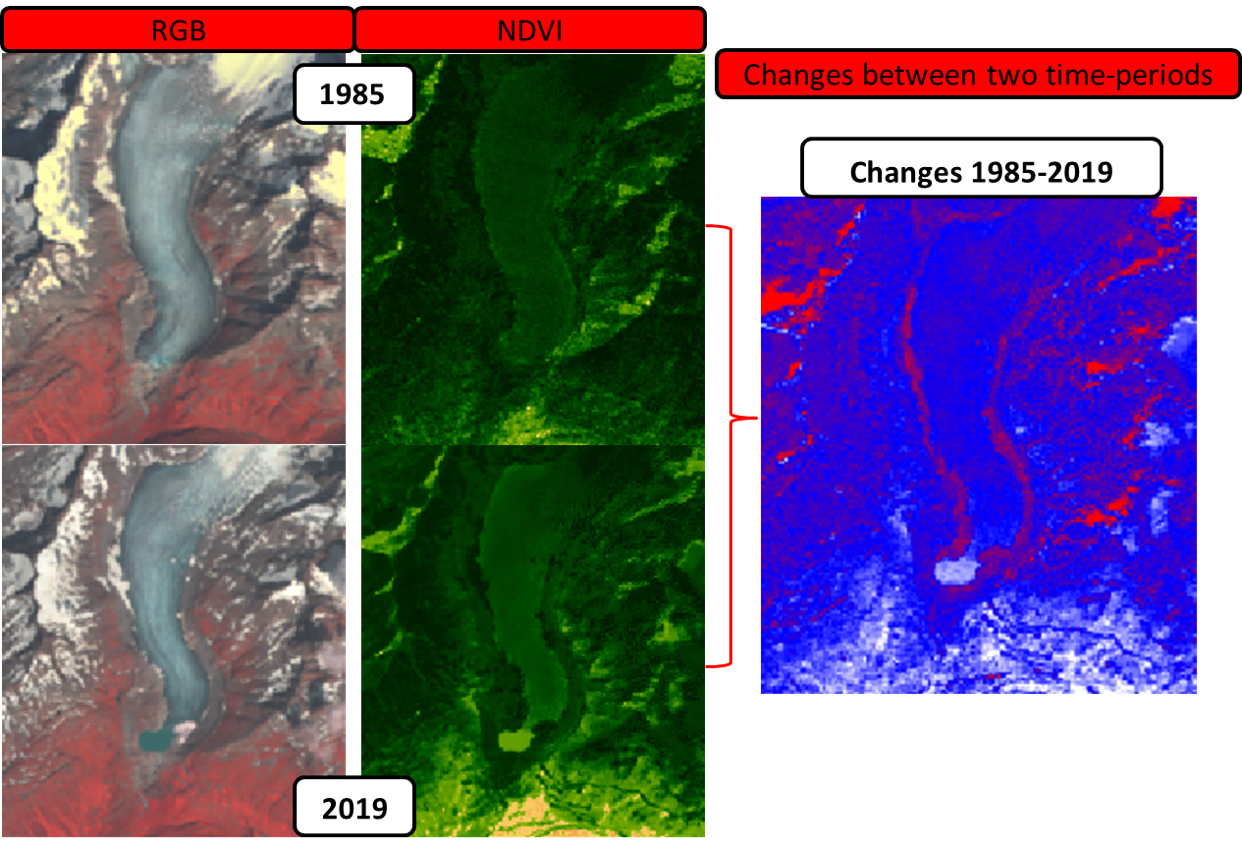 RGB
NDVI
1985
Changes between two time-periods
Changes 1985-2019
2019